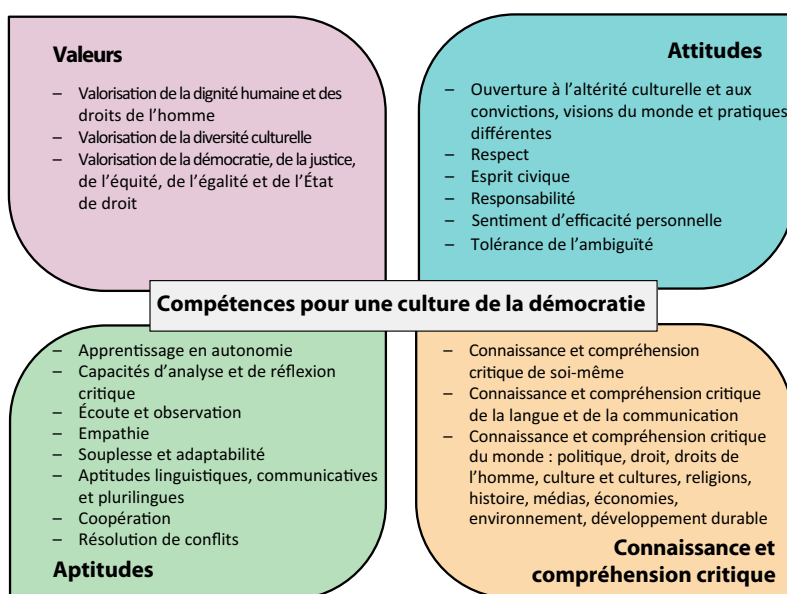 Valeurs
– Valorisation de la dignité humaine et des
droits de l’homme
– Valorisation de la diversité culturelle
– Valorisation de la démocratie, de la justice,
de l’équité, de l’égalité et de l’État
de droit
Attitudes
– Ouverture à l’altérité culturelle et aux
convictions, visions du monde et pratiques
différentes
– Respect
– Esprit civique
– Responsabilité
– Sentiment d’efficacité personnelle
– Tolérance de l’ambiguïté
Compétences pour une culture de la démocratie
– Apprentissage en autonomie
– Capacités d’analyse et de réflexion
critique
– Écoute et observation
– Empathie
– Souplesse et adaptabilité
– Aptitudes linguistiques, communicatives
et plurilingues
– Coopération
– Résolution de conflits
Aptitudes
– Connaissance et compréhension
critique de soi-même
– Connaissance et compréhension critique
de la langue et de la communication
– Connaissance et compréhension critique
du monde : politique, droit, droits de
l’homme, culture et cultures, religions,
histoire, médias, économies,
environnement, développement durable
Connaissance et
compréhension critique